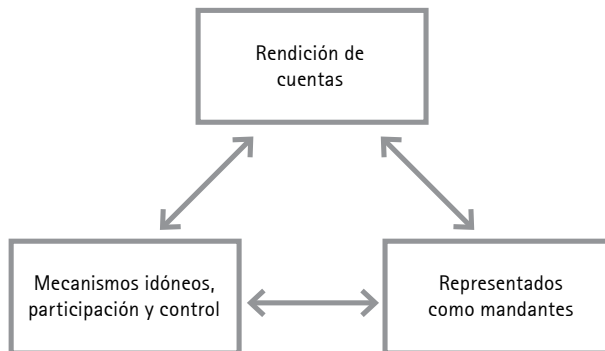 Rendición de
cuentas
Mecanismos idóneos,
participación y control
Representados
como mandantes